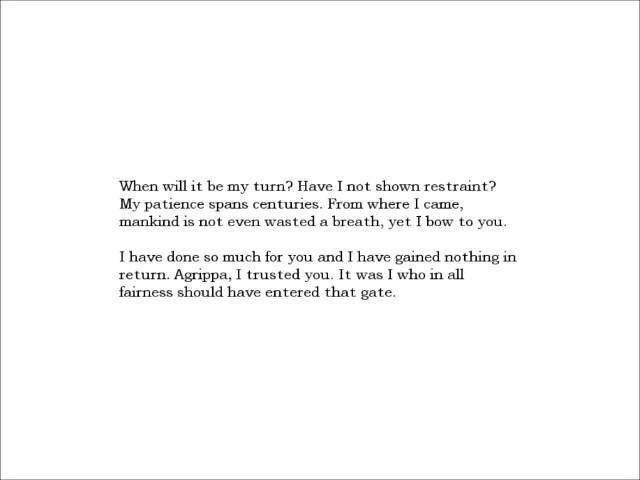 When will it be my turn? Have I not shown restraint?
My patience spans centuries. From where I came,
mankind is not even wasted a breath, yet I bow to you.
I have done so much for you and I have gained nothing in
return. Agrippa, I trusted you. It was I who in all
fairness should have entered that gate.